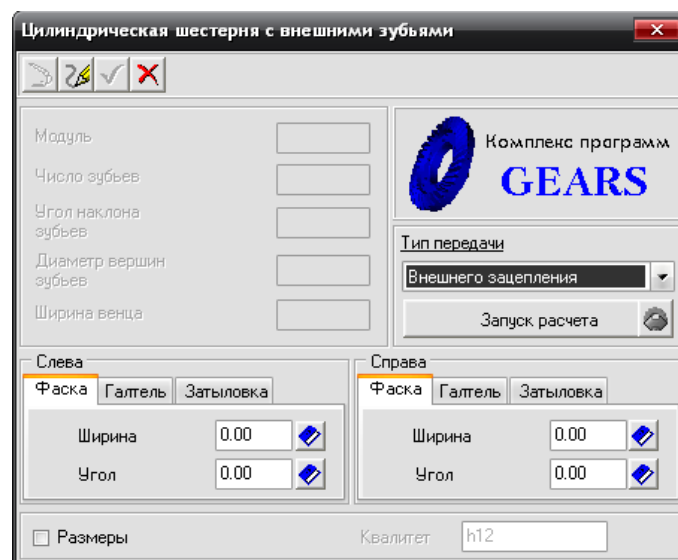 Цилиндрическая шестерня с внешними зубьями
Модуль
Число зубьев
Угол наклона
зубьев
Диаметр вершин
зубьев
Ширина венца
Комплекс программ
GEARS
Тип передачи
Внешнего зацепления
Запуск расчета
Слева
Фаска Галтель Затыловка
Ширина 0.00
Угол 0.00
Справа
Фаска Галтель Затыловка
Ширина 0.00
Угол 0.00
Размеры Квалитет h12